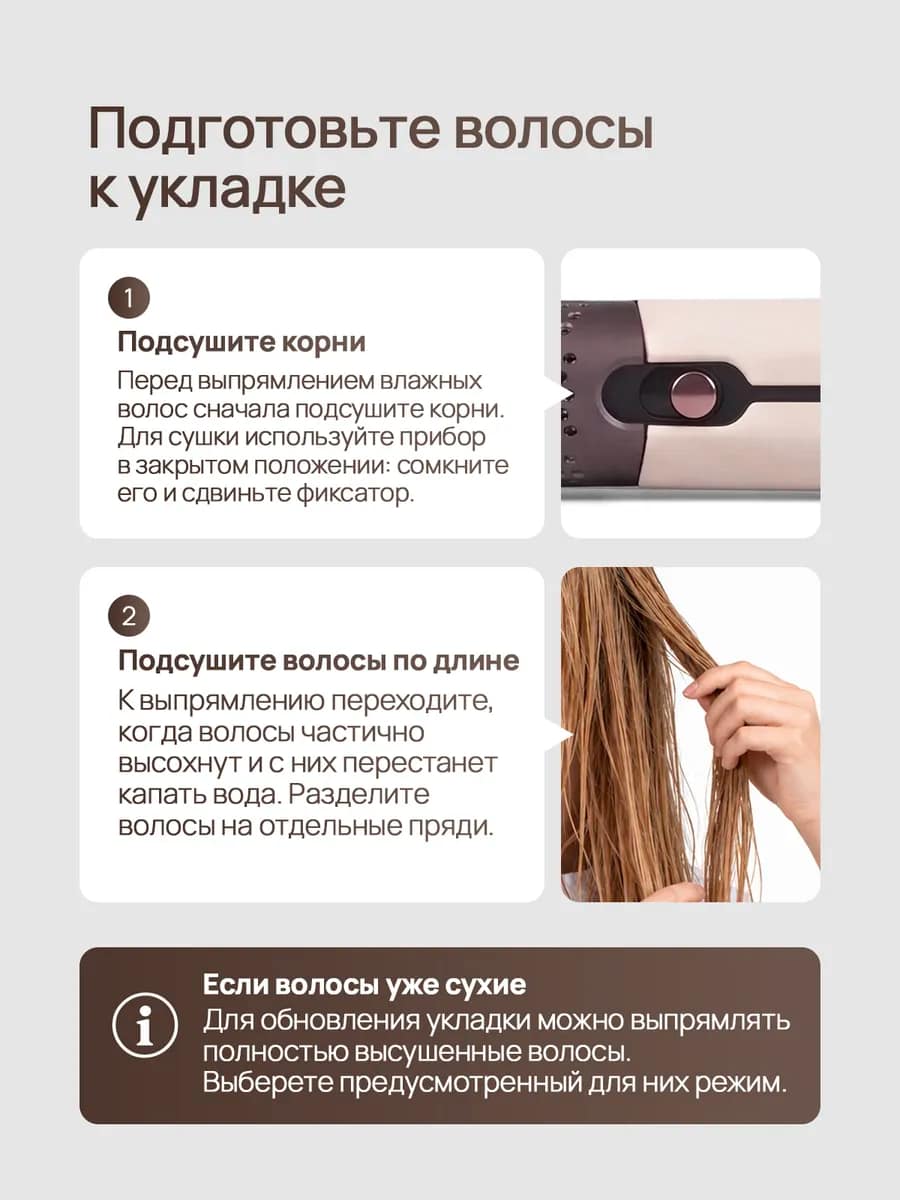 Подготовьте волосы
к укладке
1
Подсушите корни
Перед выпрямлением влажных
волос сначала подсушите корни.
Для сушки используйте прибор
в закрытом положении: сомкните
его и сдвиньте фиксатор.
2
Подсушите волосы по длине
К выпрямлению переходите,
когда волосы частично
высохнут и с них перестанет
капать вода. Разделите
волосы на отдельные пряди.
Если волосы уже сухие
Для обновления укладки можно выпрямлять
полностью высушенные волосы.
Выберете предусмотренный для них режим.